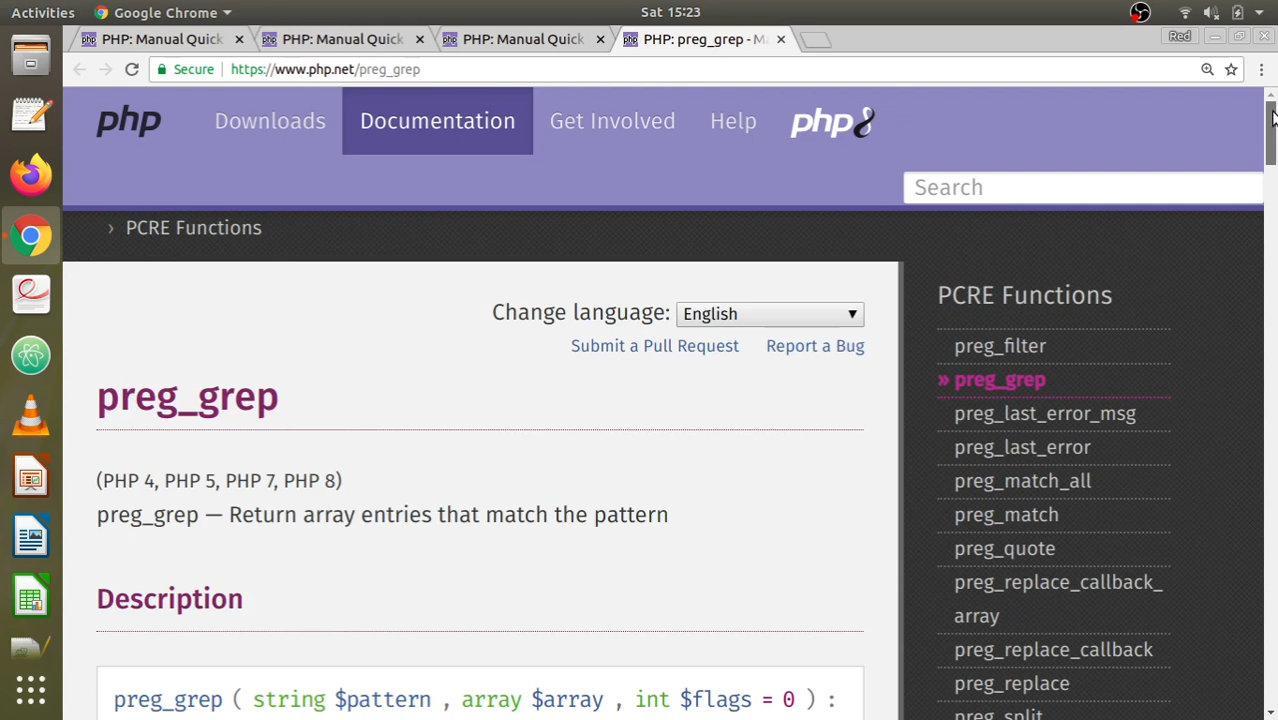 Activities
Google Chrome
Sat 15:23
PHP: Manual Quick
PHP: Manual Quick
PHP: Manual Quick
PHP: preg_grep - Ma
Red
Secure
https://www.php.net/preg_grep
php
Downloads
Documentation
Get Involved
Help
php8
Search
› PCRE Functions
Change language: English
Submit a Pull Request
Report a Bug
preg_grep
(PHP 4, PHP 5, PHP 7, PHP 8)
preg_grep — Return array entries that match the pattern
Description
preg_grep ( string $pattern , array $array , int $flags = 0 ) :
PCRE Functions
preg_filter
» preg_grep
preg_last_error_msg
preg_last_error
preg_match_all
preg_match
preg_quote
preg_replace_callback_
array
preg_replace_callback
preg_replace
preg_split